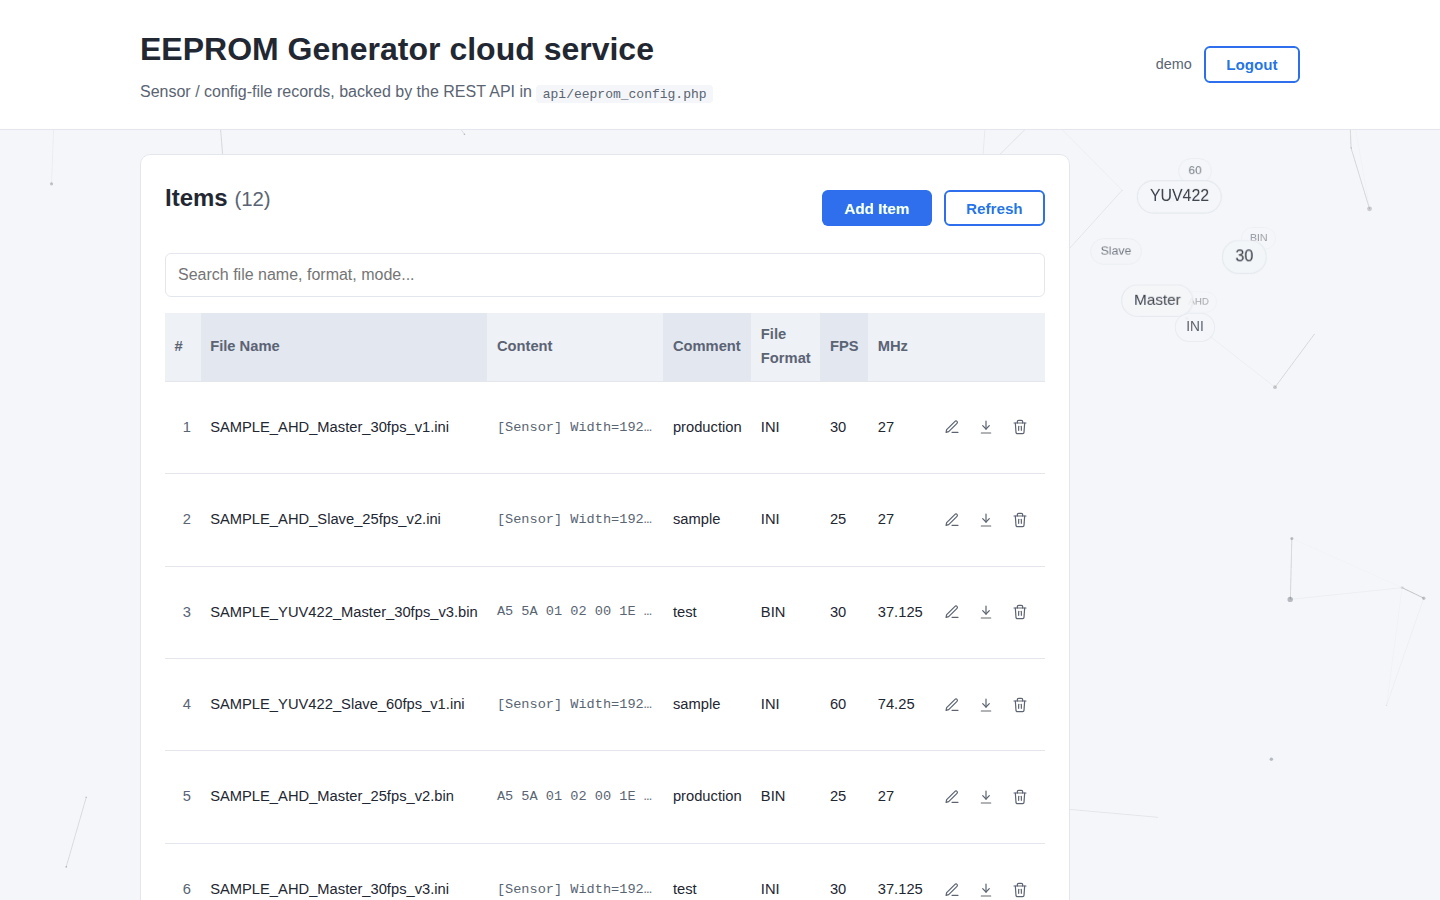 EEPROM Generator cloud service
Sensor / config-file records, backed by the REST API in api/eeprom_config.php
demo
Logout
Items (12)
Add Item
Refresh
Search file name, format, mode...
# File Name Content Comment File Format FPS MHz
1 SAMPLE_AHD_Master_30fps_v1.ini [Sensor] Width=192… production INI 30 27
2 SAMPLE_AHD_Slave_25fps_v2.ini [Sensor] Width=192… sample INI 25 27
3 SAMPLE_YUV422_Master_30fps_v3.bin A5 5A 01 02 00 1E … test BIN 30 37.125
4 SAMPLE_YUV422_Slave_60fps_v1.ini [Sensor] Width=192… sample INI 60 74.25
5 SAMPLE_AHD_Master_25fps_v2.bin A5 5A 01 02 00 1E … production BIN 25 27
6 SAMPLE_AHD_Master_30fps_v3.ini [Sensor] Width=192… test INI 30 37.125
60
YUV422
Slave
BIN
30
Master
INI